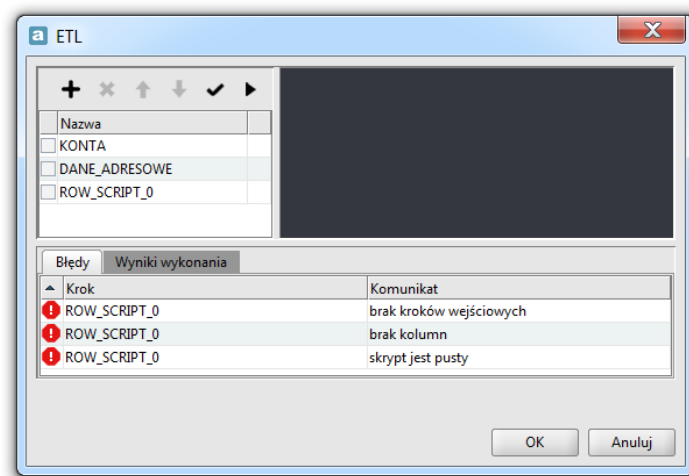 a ETL
Nazwa
KONTA
DANE_ADRESOWE
ROW_SCRIPT_0
Błędy Wyniki wykonania
Krok Komunikat
ROW_SCRIPT_0 brak kroków wejściowych
ROW_SCRIPT_0 brak kolumn
ROW_SCRIPT_0 skrypt jest pusty
OK Anuluj